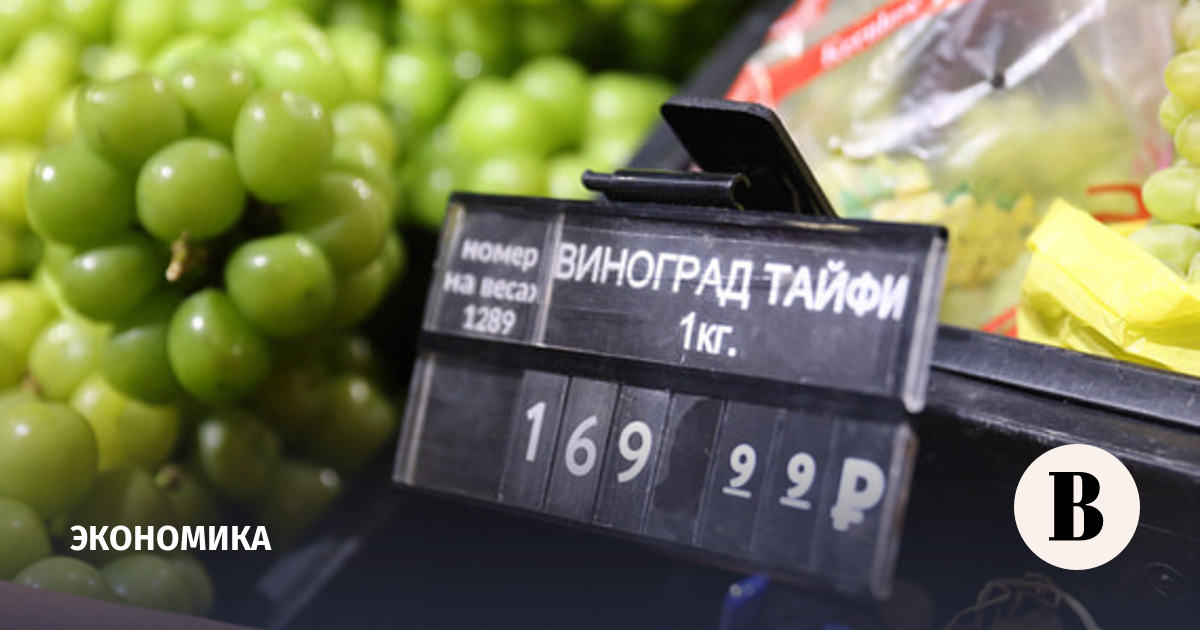 номер
на весах
1289
ВИНОГРАД ТАЙФИ
1кг.
169 99 ₽
ЭКОНОМИКА
В